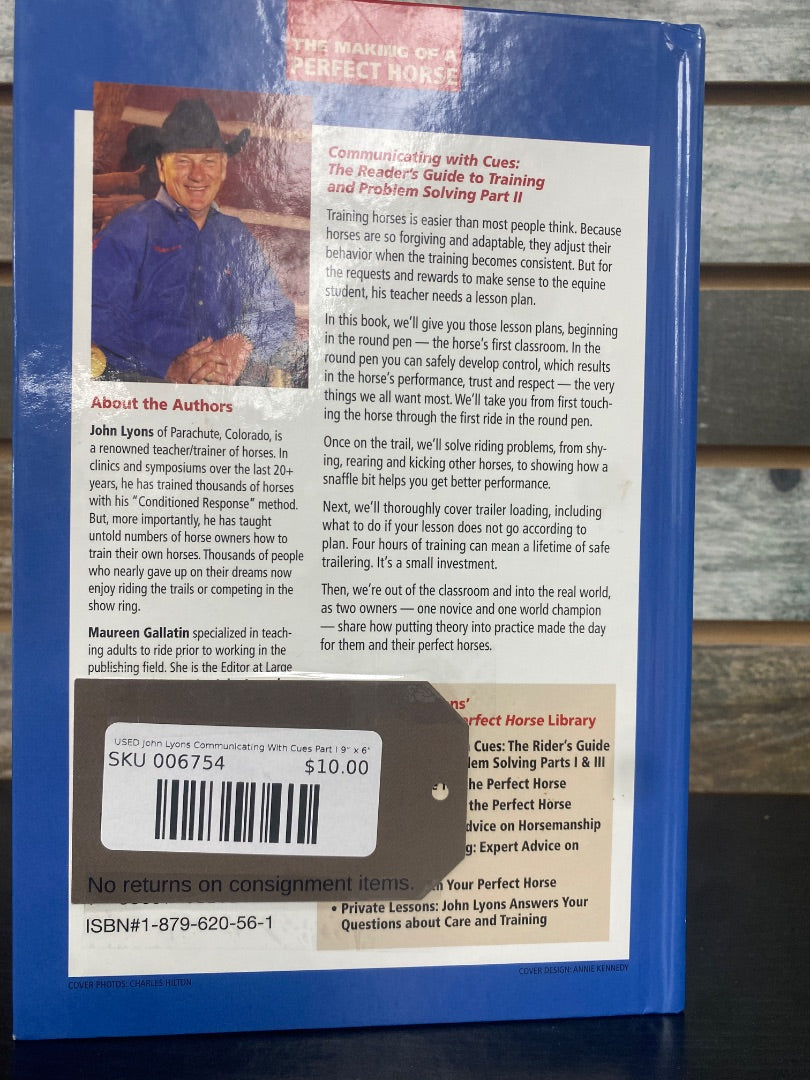 THE MAKING OF A
PERFECT HORSE
Communicating with Cues:
The Reader's Guide to Training
and Problem Solving Part II
Training horses is easier than most people think. Because
horses are so forgiving and adaptable, they adjust their
behavior when the training becomes consistent. But for
the requests and rewards to make sense to the equine
student, his teacher needs a lesson plan.
In this book, we'll give you those lesson plans, beginning
in the round pen — the horse's first classroom. In the
round pen you can safely develop control, which results
in the horse's performance, trust and respect — the very
things we all want most. We'll take you from first touch-
ing the horse through the first ride in the round pen.
Once on the trail, we'll solve riding problems, from shy-
ing, rearing and kicking other horses, to showing how a
snaffle bit helps you get better performance.
Next, we'll thoroughly cover trailer loading, including
what to do if your lesson does not go according to
plan. Four hours of training can mean a lifetime of safe
trailering. It's a small investment.
Then, we're out of the classroom and into the real world,
as two owners — one novice and one world champion
— share how putting theory into practice made the day
for them and their perfect horses.
About the Authors
John Lyons of Parachute, Colorado, is
a renowned teacher/trainer of horses. In
clinics and symposiums over the last 20+
years, he has trained thousands of horses
with his "Conditioned Response" method.
But, more importantly, he has taught
untold numbers of horse owners how to
train their own horses. Thousands of people
who nearly gave up on their dreams now
enjoy riding the trails or competing in the
show ring.
Maureen Gallatin specialized in teach-
ing adults to ride prior to working in the
publishing field. She is the Editor at Large
USED John Lyons Communicating With Cues Part I 9" x 6"
SKU 006754 $10.00
No returns on consignment items.
ns'
erfect Horse Library
Cues: The Rider's Guide
lem Solving Parts I & III
he Perfect Horse
the Perfect Horse
dvice on Horsemanship
g: Expert Advice on
n Your Perfect Horse
• Private Lessons: John Lyons Answers Your
Questions about Care and Training
ISBN#1-879-620-56-1
COVER PHOTOS: CHARLES HILTON
COVER DESIGN: ANNIE KENNEDY